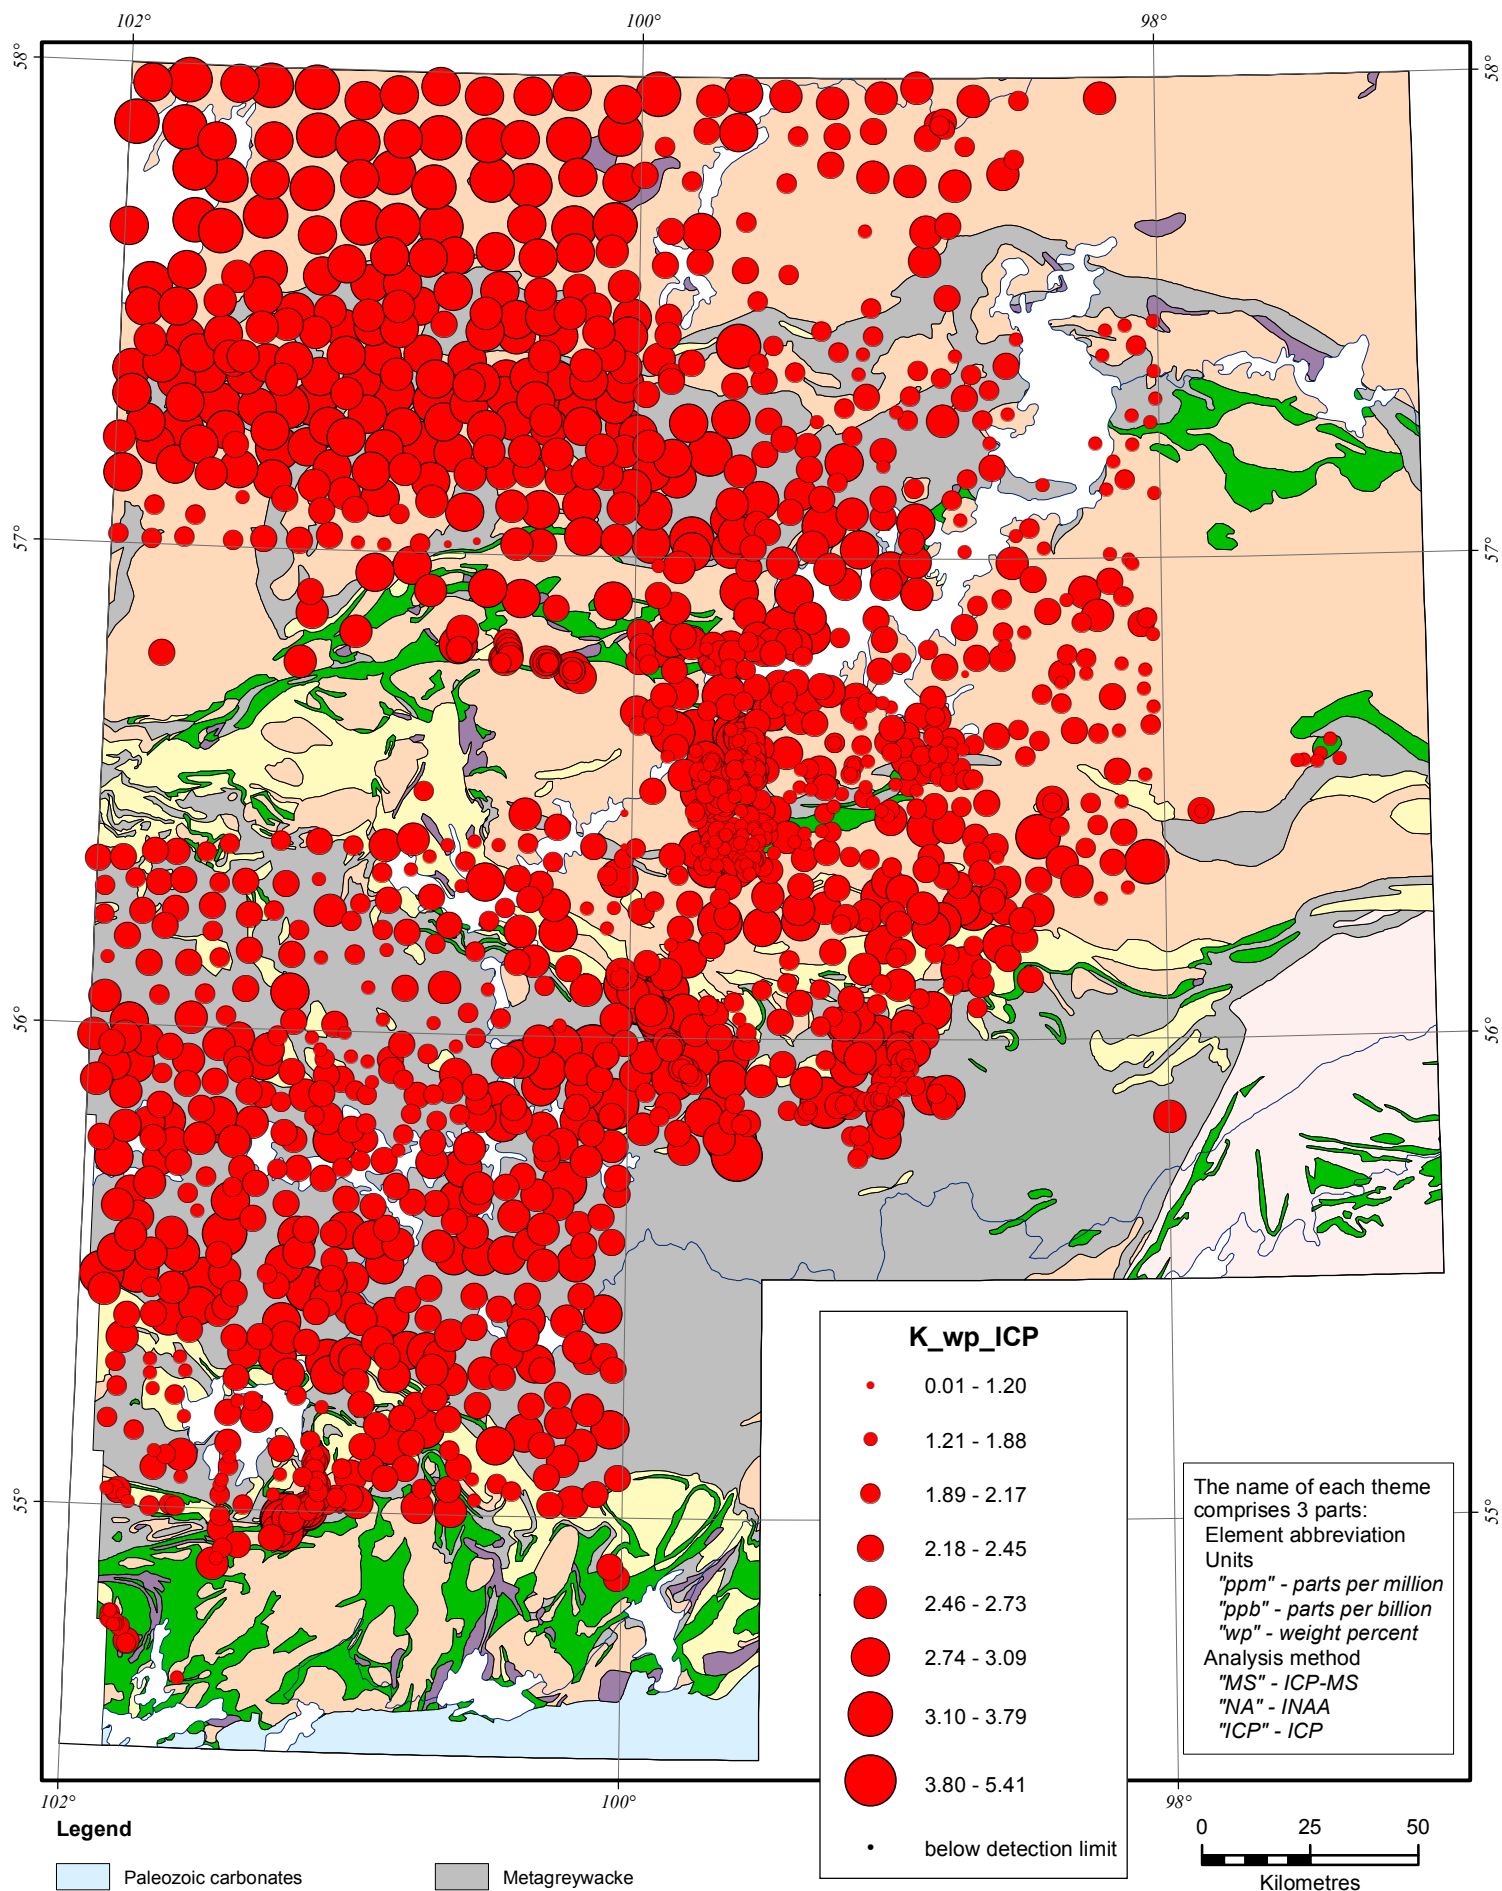 102°
100°
98°
58°
58°
57°
57°
56°
56°
55°
55°
K_wp_ICP
0.01 - 1.20
1.21 - 1.88
1.89 - 2.17
2.18 - 2.45
2.46 - 2.73
2.74 - 3.09
3.10 - 3.79
3.80 - 5.41
below detection limit
The name of each theme
comprises 3 parts:
Element abbreviation
Units
"ppm" - parts per million
"ppb" - parts per billion
"wp" - weight percent
Analysis method
"MS" - ICP-MS
"NA" - INAA
"ICP" - ICP
102°
100°
98°
Legend
Paleozoic carbonates
Metagreywacke
0 25 50
Kilometres